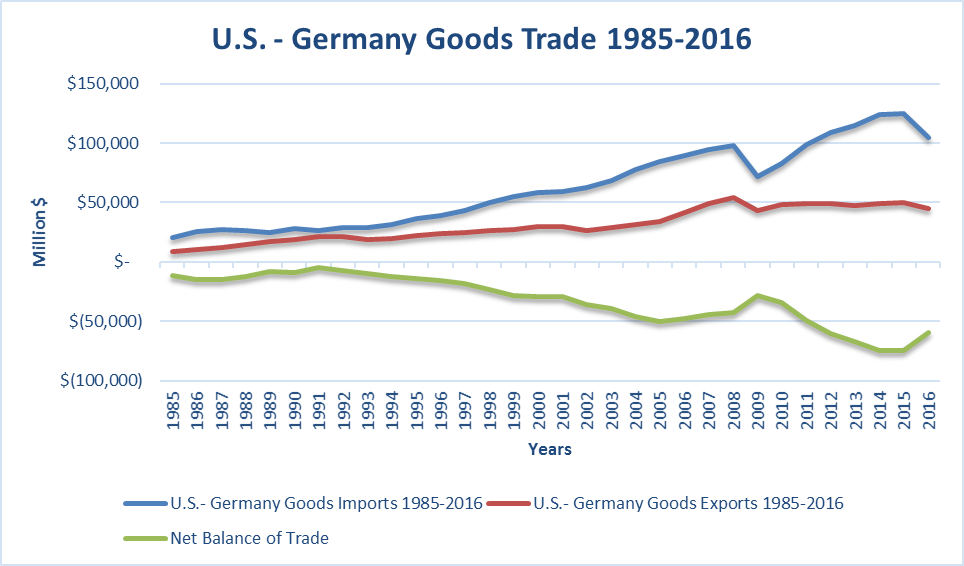 U.S. - Germany Goods Trade 1985-2016
$150,000
$100,000
$50,000
$-
$(50,000)
$(100,000)
Million $
1985 1986 1987 1988 1989 1990 1991 1992 1993 1994 1995 1996 1997 1998 1999 2000 2001 2002 2003 2004 2005 2006 2007 2008 2009 2010 2011 2012 2013 2014 2015 2016
Years
U.S.- Germany Goods Imports 1985-2016 U.S.- Germany Goods Exports 1985-2016
Net Balance of Trade